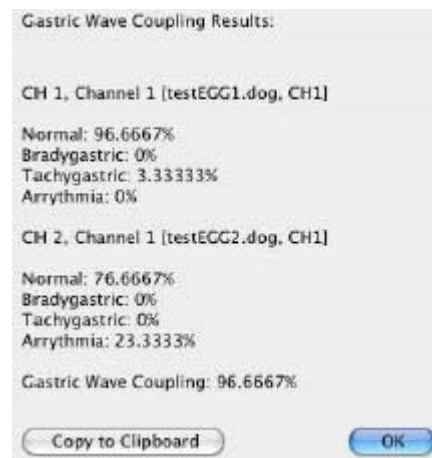 Gastric Wave Coupling Results:
CH 1, Channel 1 [testEGG1.dog, CH1]
Normal: 96.6667%
Bradygastric: 0%
Tachygastric: 3.33333%
Arrythmia: 0%
CH 2, Channel 1 [testEGG2.dog, CH1]
Normal: 76.6667%
Bradygastric: 0%
Tachygastric: 0%
Arrythmia: 23.3333%
Gastric Wave Coupling: 96.6667%
Copy to Clipboard OK